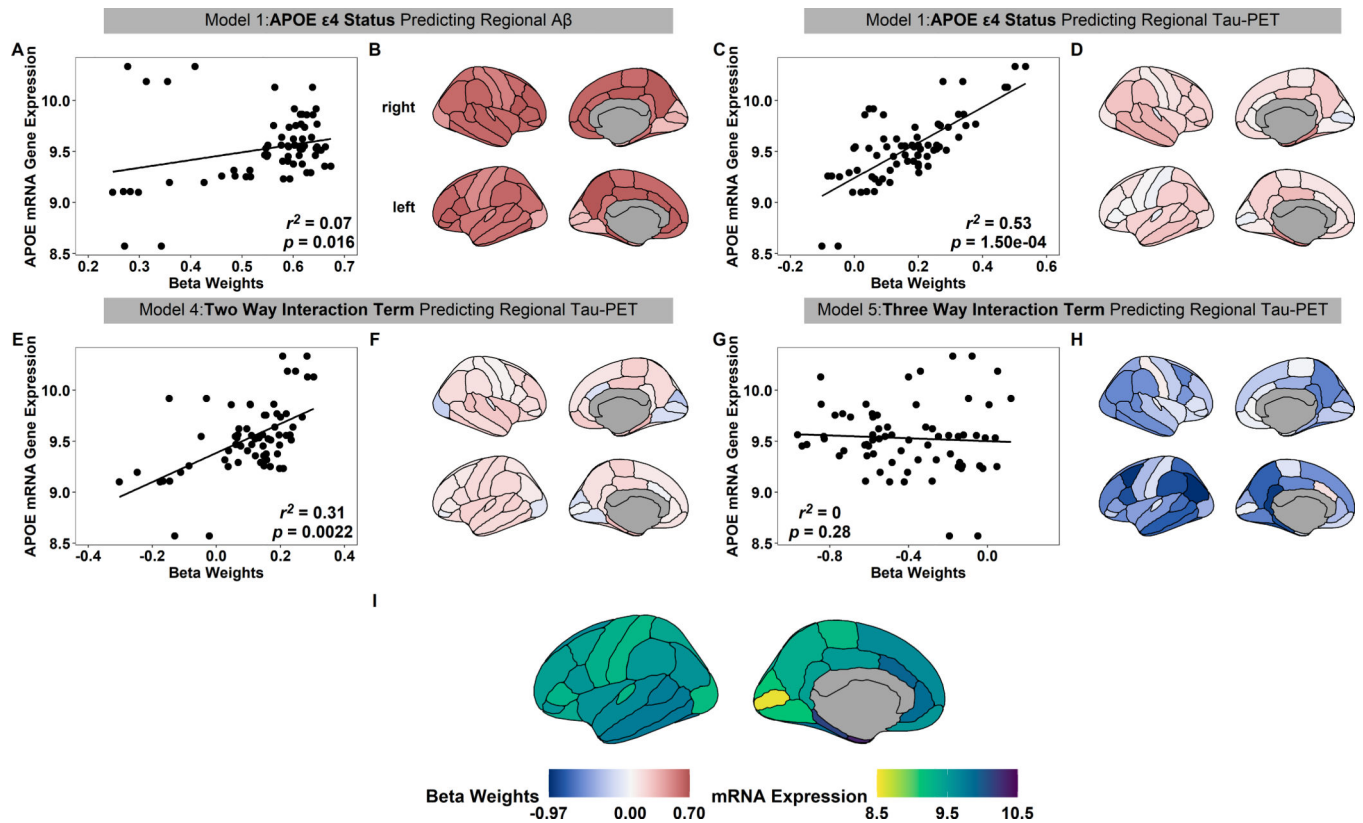 Model 1:APOE ε4 Status Predicting Regional Aβ
Model 1:APOE ε4 Status Predicting Regional Tau-PET
A
APOE mRNA Gene Expression
10.0
9.5
9.0
8.5
r² = 0.07
p = 0.016
0.2 0.3 0.4 0.5 0.6 0.7
Beta Weights
B
right
left
C
APOE mRNA Gene Expression
10.0
9.5
9.0
8.5
r² = 0.53
p = 1.50e-04
-0.2 0.0 0.2 0.4 0.6
Beta Weights
D
Model 4:Two Way Interaction Term Predicting Regional Tau-PET
Model 5:Three Way Interaction Term Predicting Regional Tau-PET
E
APOE mRNA Gene Expression
10.0
9.5
9.0
8.5
r² = 0.31
p = 0.0022
-0.4 -0.2 0.0 0.2 0.4
Beta Weights
F
G
APOE mRNA Gene Expression
10.0
9.5
9.0
8.5
r² = 0
p = 0.28
-0.8 -0.4 0.0
Beta Weights
H
I
Beta Weights
-0.97 0.00 0.70
mRNA Expression
8.5 9.5 10.5